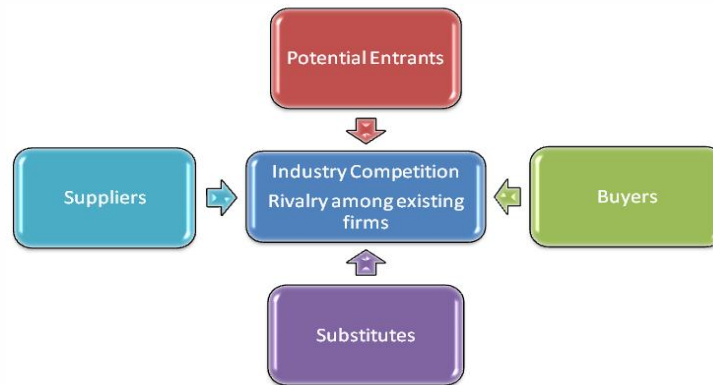 Potential Entrants
Suppliers
Industry Competition
Rivalry among existing
firms
Buyers
Substitutes